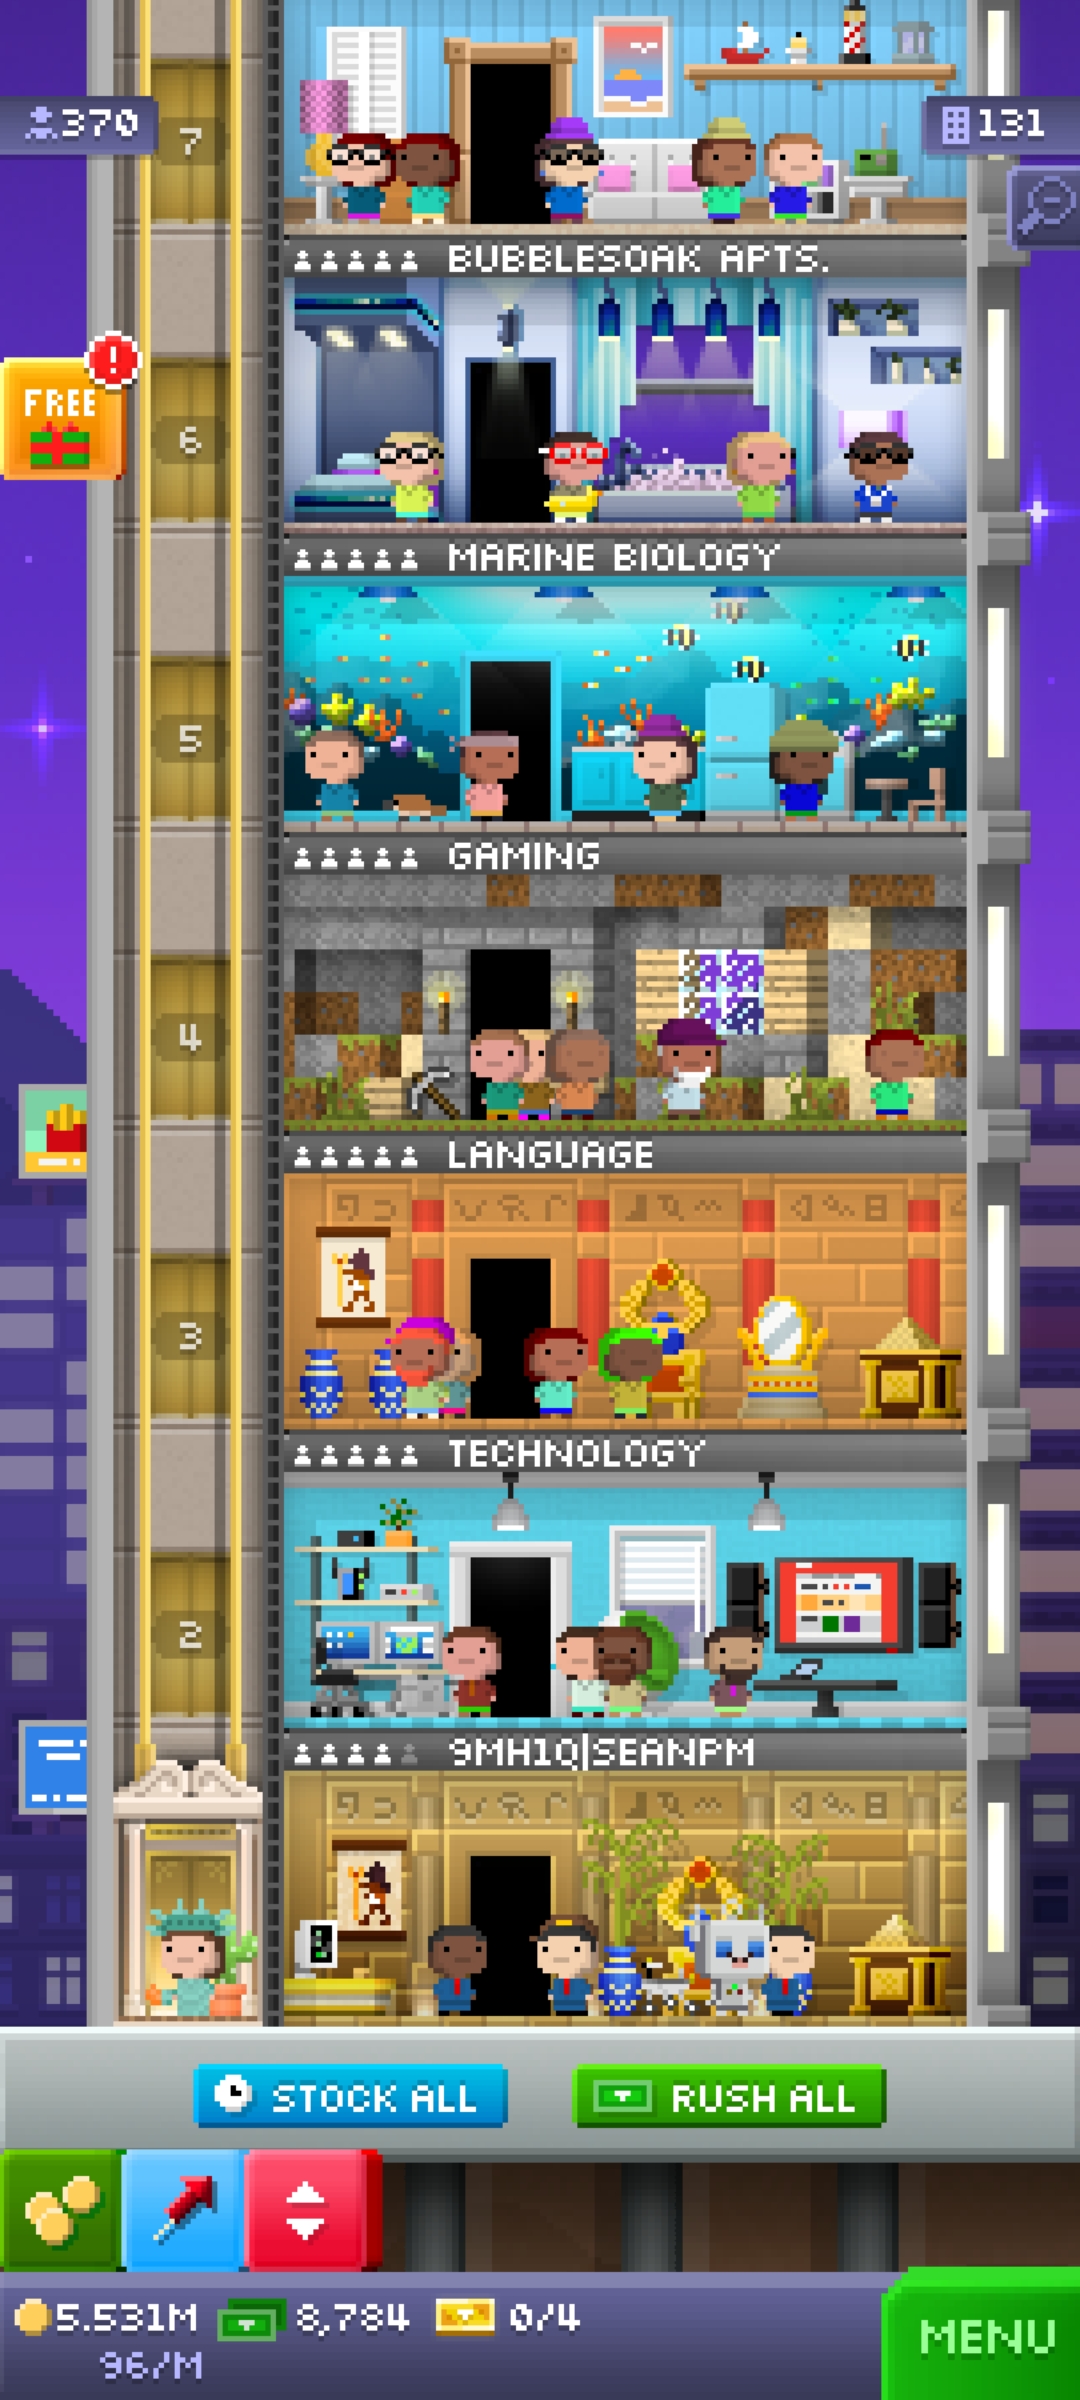 370
7
131
BUBBLESOAK APTS.
FREE
!
6
MARINE BIOLOGY
5
GAMING
4
LANGUAGE
3
TECHNOLOGY
2
9MH1Q|SEANPM
STOCK ALL
RUSH ALL
5.531M
8,784
0/4
96/M
MENU